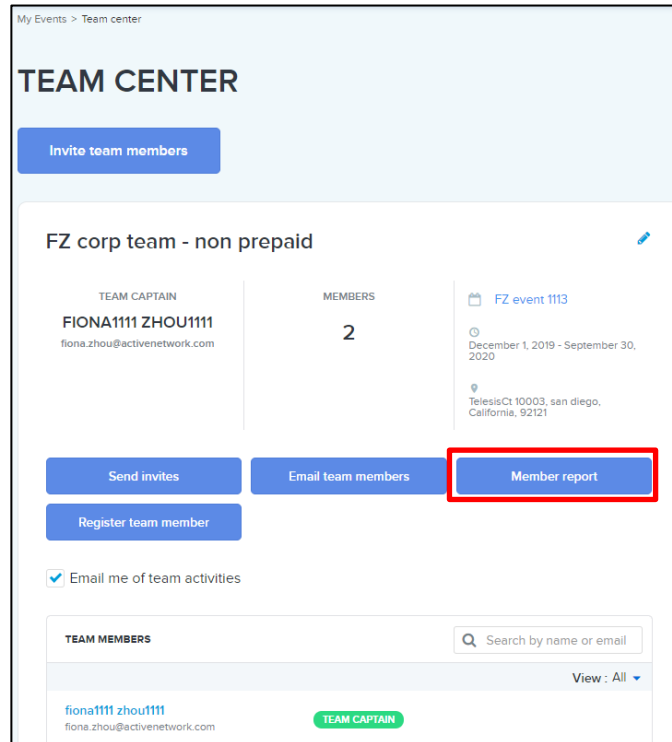 My Events > Team center
TEAM CENTER
Invite team members
FZ corp team - non prepaid
TEAM CAPTAIN
FIONA1111 ZHOU1111
fiona.zhou@activenetwork.com
MEMBERS
2
FZ event 1113
December 1, 2019 - September 30,
2020
TelesisCt 10003, san diego,
California, 92121
Send invites
Email team members
Member report
Register team member
Email me of team activities
TEAM MEMBERS
Search by name or email
View : All
fiona1111 zhou1111
fiona.zhou@activenetwork.com
TEAM CAPTAIN